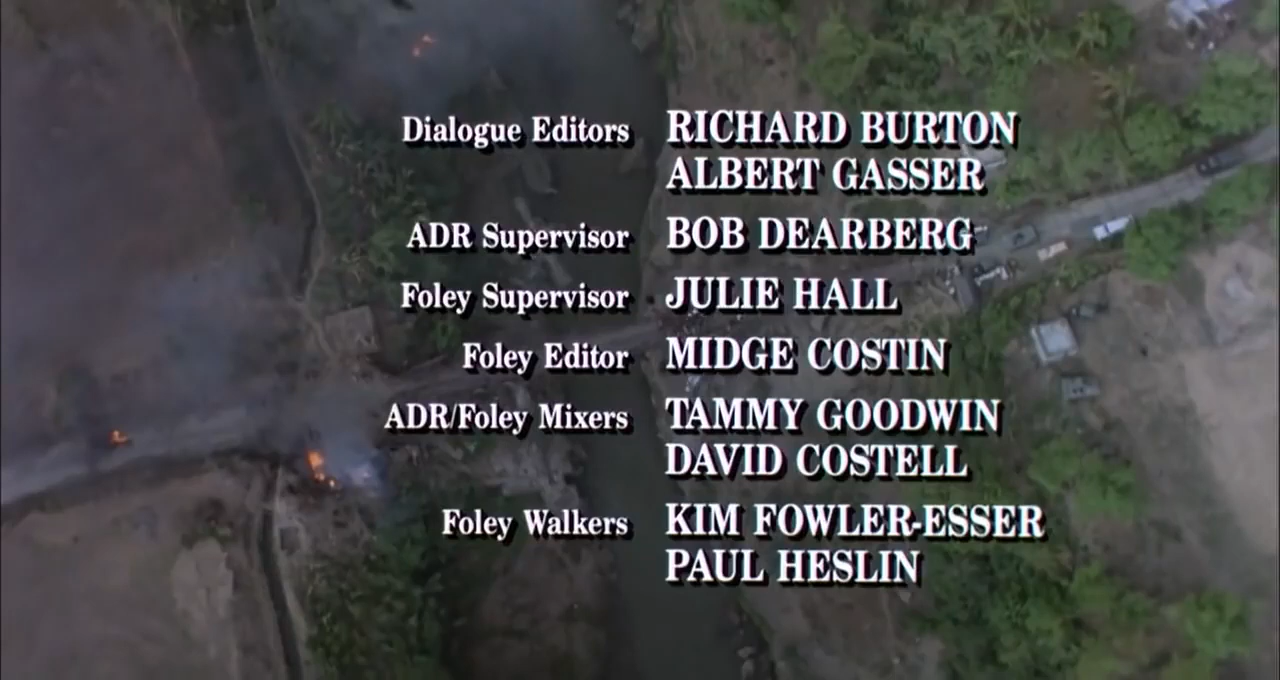 Dialogue Editors RICHARD BURTON
ALBERT GASSER
ADR Supervisor BOB DEARBERG
Foley Supervisor JULIE HALL
Foley Editor MIDGE COSTIN
ADR/Foley Mixers TAMMY GOODWIN
DAVID COSTELL
Foley Walkers KIM FOWLER-ESSER
PAUL HESLIN